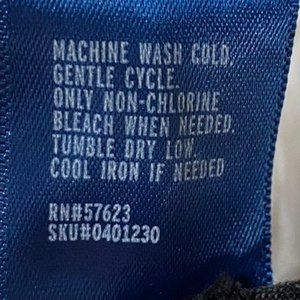 MACHINE WASH COLD.
GENTLE CYCLE.
ONLY NON-CHLORINE
BLEACH WHEN NEEDED.
TUMBLE DRY LOW.
COOL IRON IF NEEDED
RN#57623
SKU#0401230